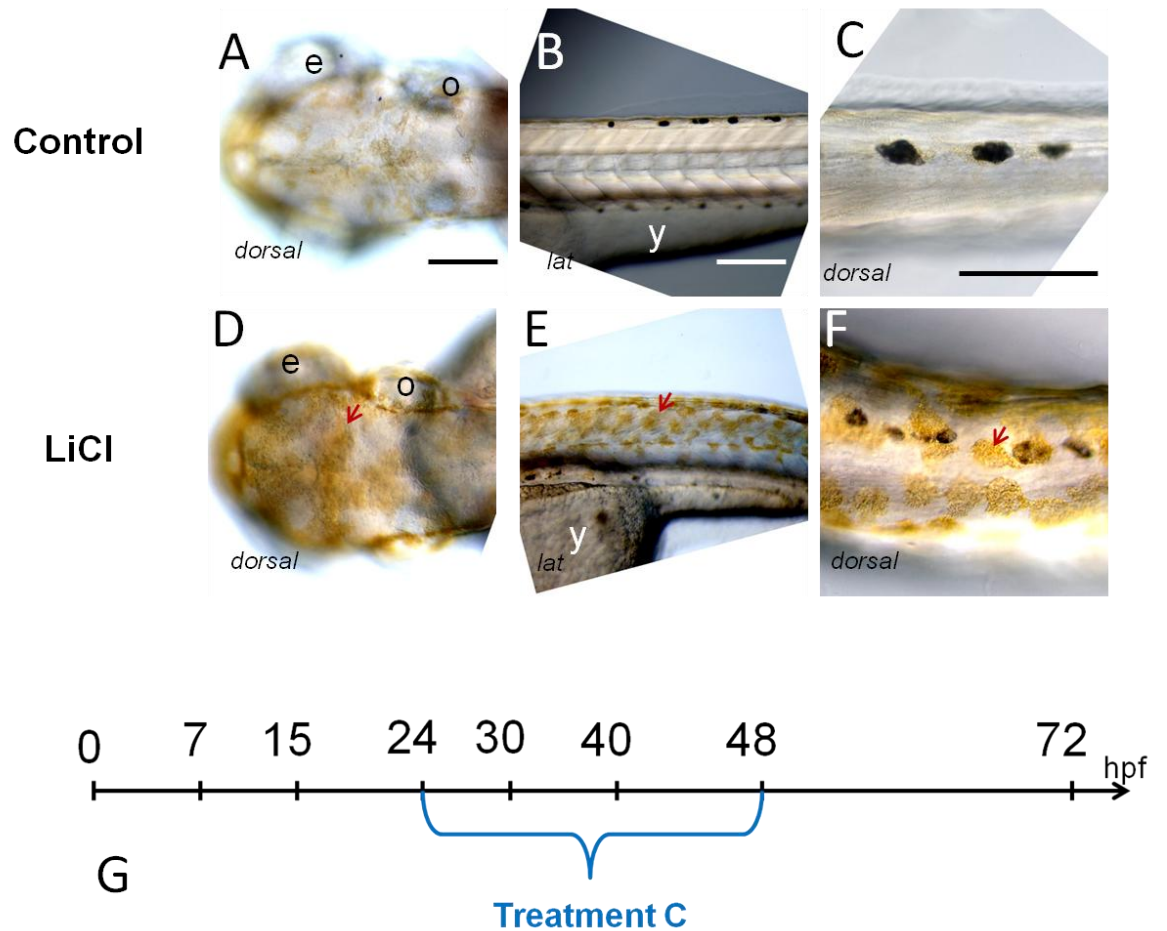 A
e
o
dorsal
B
y
lat
C
dorsal
Control
D
e
o
dorsal
E
y
lat
F
dorsal
LiCl
0 7 15 24 30 40 48 72 hpf
G
Treatment C